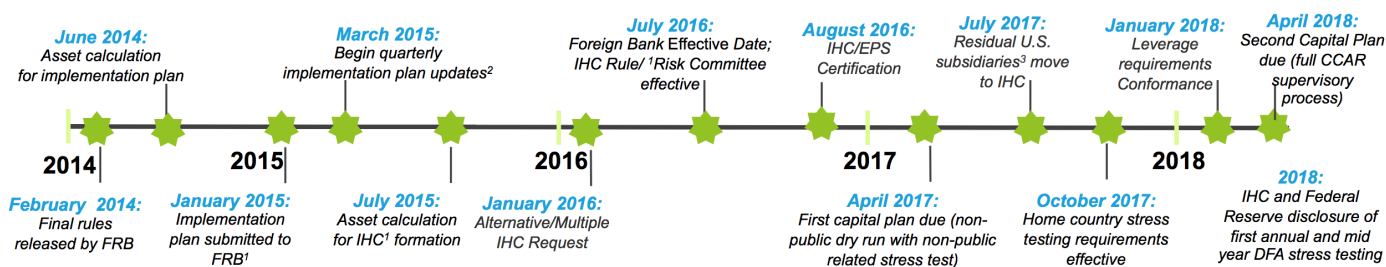 June 2014:
Asset calculation
for implementation plan
March 2015:
Begin quarterly
implementation plan updates²
July 2016:
Foreign Bank Effective Date;
IHC Rule/ ¹Risk Committee
effective
August 2016:
IHC/EPS
Certification
July 2017:
Residual U.S.
subsidiaries³ move
to IHC
January 2018:
Leverage
requirements
Conformance
April 2018:
Second Capital Plan
due (full CCAR
supervisory
process)
2014
2015
2016
2017
2018
February 2014:
Final rules
released by FRB
January 2015:
Implementation
plan submitted to
FRB¹
July 2015:
Asset calculation
for IHC¹ formation
January 2016:
Alternative/Multiple
IHC Request
April 2017:
First capital plan due (non-
public dry run with non-public
related stress test)
October 2017:
Home country stress
testing requirements
effective
2018:
IHC and Federal
Reserve disclosure of
first annual and mid
year DFA stress testing